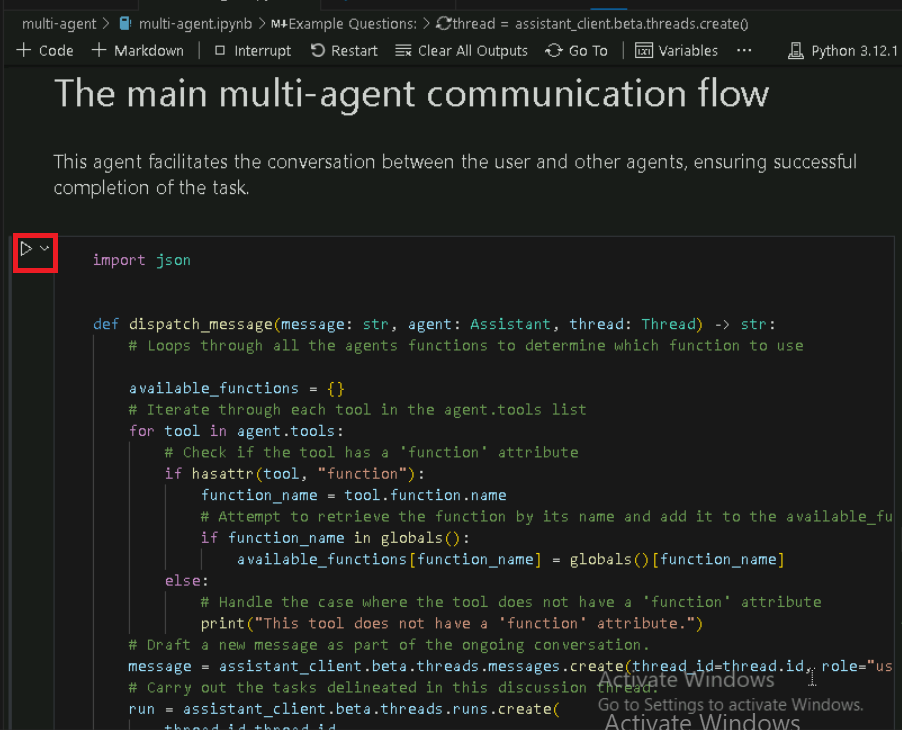 multi-agent > multi-agent.ipynb > M↓Example Questions: > thread = assistant_client.beta.threads.create()
+ Code + Markdown | Interrupt Restart Clear All Outputs Go To | Variables ··· Python 3.12.1
The main multi-agent communication flow
This agent facilitates the conversation between the user and other agents, ensuring successful
completion of the task.
import json
def dispatch_message(message: str, agent: Assistant, thread: Thread) -> str:
# Loops through all the agents functions to determine which function to use
available_functions = {}
# Iterate through each tool in the agent.tools list
for tool in agent.tools:
# Check if the tool has a 'function' attribute
if hasattr(tool, "function"):
function_name = tool.function.name
# Attempt to retrieve the function by its name and add it to the available_fu
if function_name in globals():
available_functions[function_name] = globals()[function_name]
else:
# Handle the case where the tool does not have a 'function' attribute
print("This tool does not have a 'function' attribute.")
# Draft a new message as part of the ongoing conversation.
message = assistant_client.beta.threads.messages.create(thread_id=thread.id, role="us
Activate Windows
# Carry out the tasks delineated in this discussion thread.
Go to Settings to activate Windows.
run = assistant_client.beta.threads.runs.create(
Activate Windows